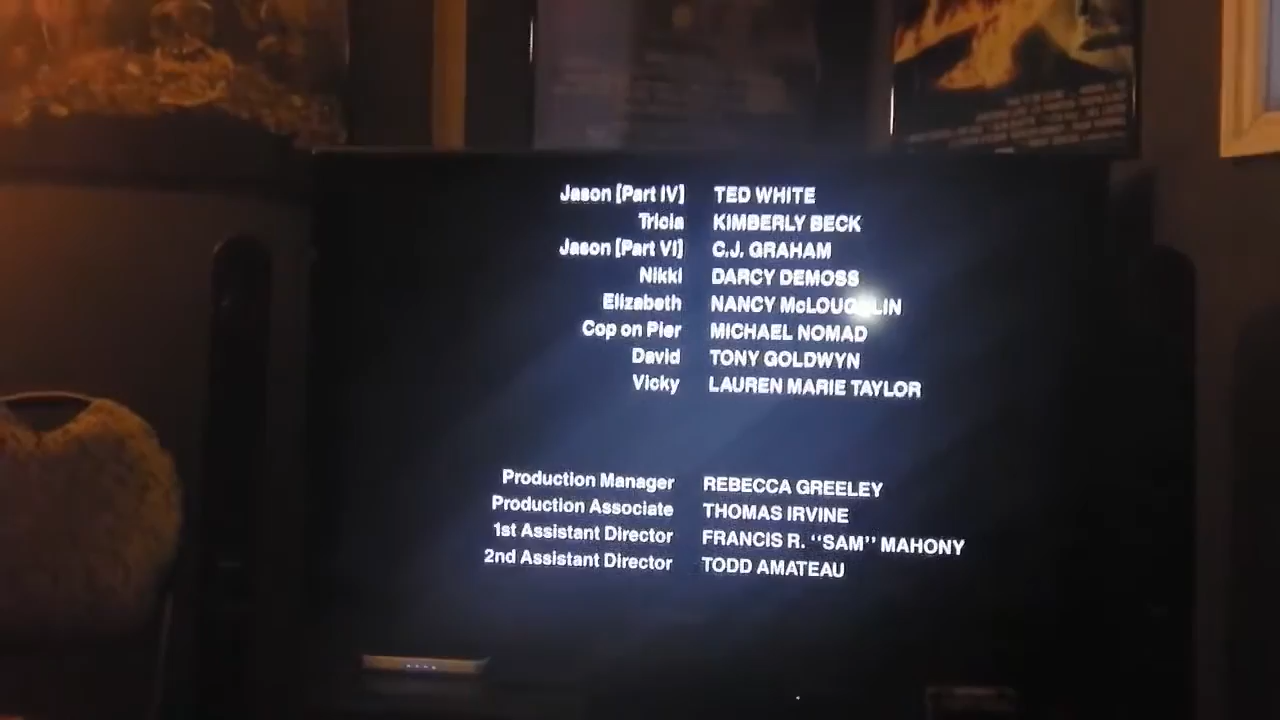 Jason [Part IV] TED WHITE
Tricia KIMBERLY BECK
Jason [Part VI] C.J. GRAHAM
Nikki DARCY DEMOSS
Elizabeth NANCY McLOUGHLIN
Cop on Pier MICHAEL NOMAD
David TONY GOLDWYN
Vicky LAUREN MARIE TAYLOR
Production Manager REBECCA GREELEY
Production Associate THOMAS IRVINE
1st Assistant Director FRANCIS R. "SAM" MAHONY
2nd Assistant Director TODD AMATEAU